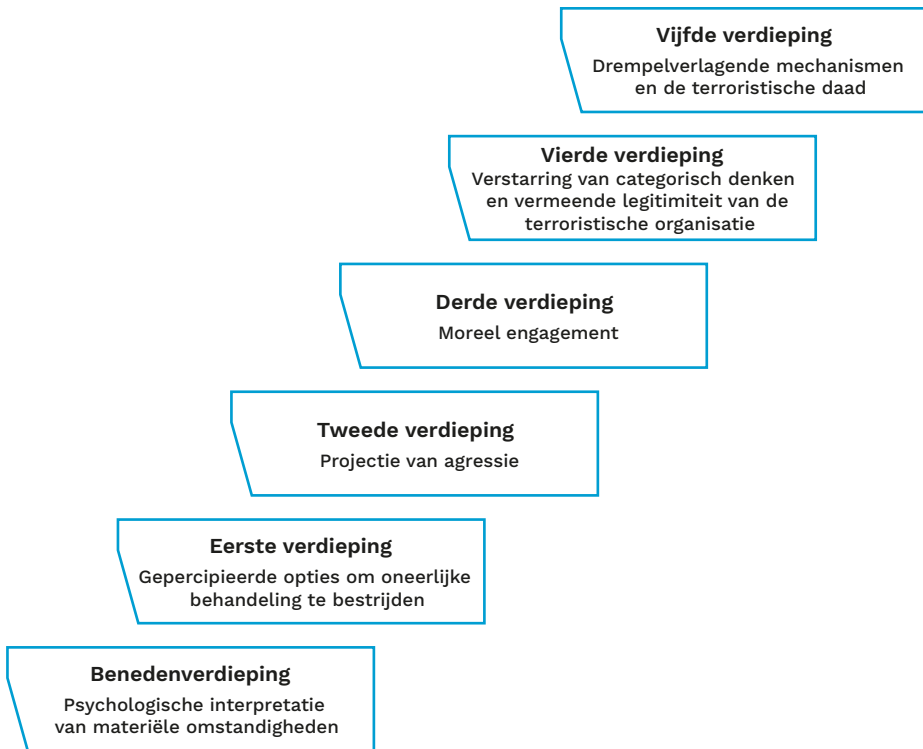 Vijfde verdieping
Drempelverlagende mechanismen
en de terroristische daad
Vierde verdieping
Verstarring van categorisch denken
en vermeende legitimiteit van de
terroristische organisatie
Derde verdieping
Moreel engagement
Tweede verdieping
Projectie van agressie
Eerste verdieping
Gepercipieerde opties om oneerlijke
behandeling te bestrijden
Benedenverdieping
Psychologische interpretatie
van materiële omstandigheden